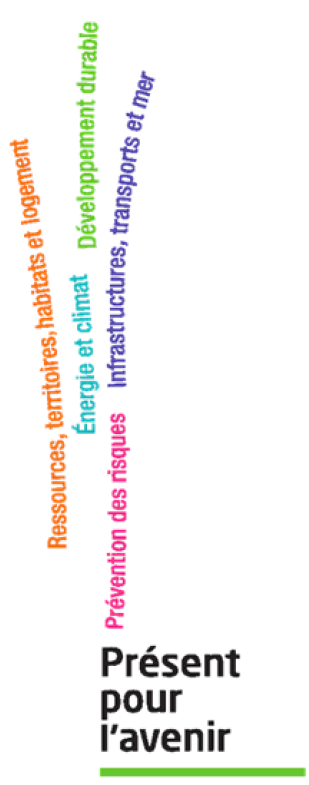 Ressources, territoires, habitats et logement
Énergie et climat
Développement durable
Prévention des risques
Infrastructures, transports et mer
Présent
pour
l'avenir